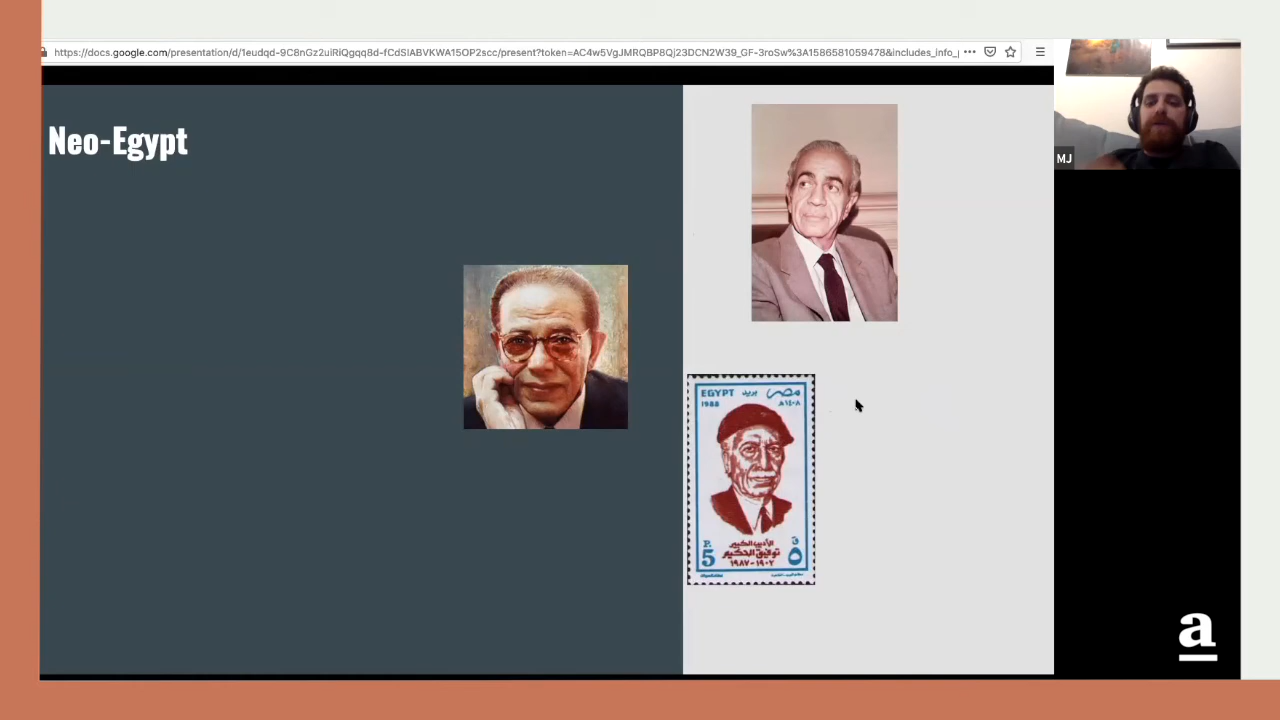 https://docs.google.com/presentation/d/1eudqd-9C8nGz2uiRiQgqq8d-fCdSIABVKWA15OP2scc/present?token=AC4w5VgJMRQBP8Qj23DCN2W39_GF-3roSw%3A1586581059478&includes_info_
Neo-Egypt
MJ
EGYPT بريد مصر
1988 ١٤٠٨هـ
P. ق
5 ٥
الأديب الكبير
توفيق الحكيم
١٩٠٢-١٩٨٧
a